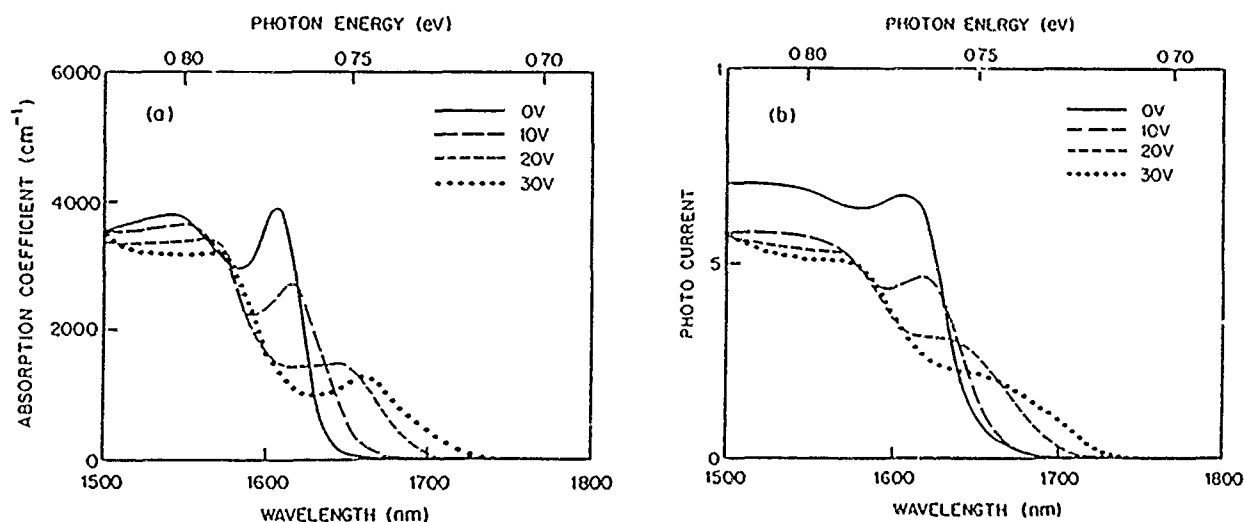 PHOTON ENERGY (eV)
0 80 0 75 0 70
6000
4000
2000
0
ABSORPTION COEFFICIENT (cm⁻¹)
(a)
0V
10V
20V
30V
1500 1600 1700 1800
WAVELENGTH (nm)
PHOTON ENERGY (eV)
0 80 0 75 0 70
1
5
0
PHOTO CURRENT
(b)
0V
10V
20V
30V
1500 1600 1700 1800
WAVELENGTH (nm)